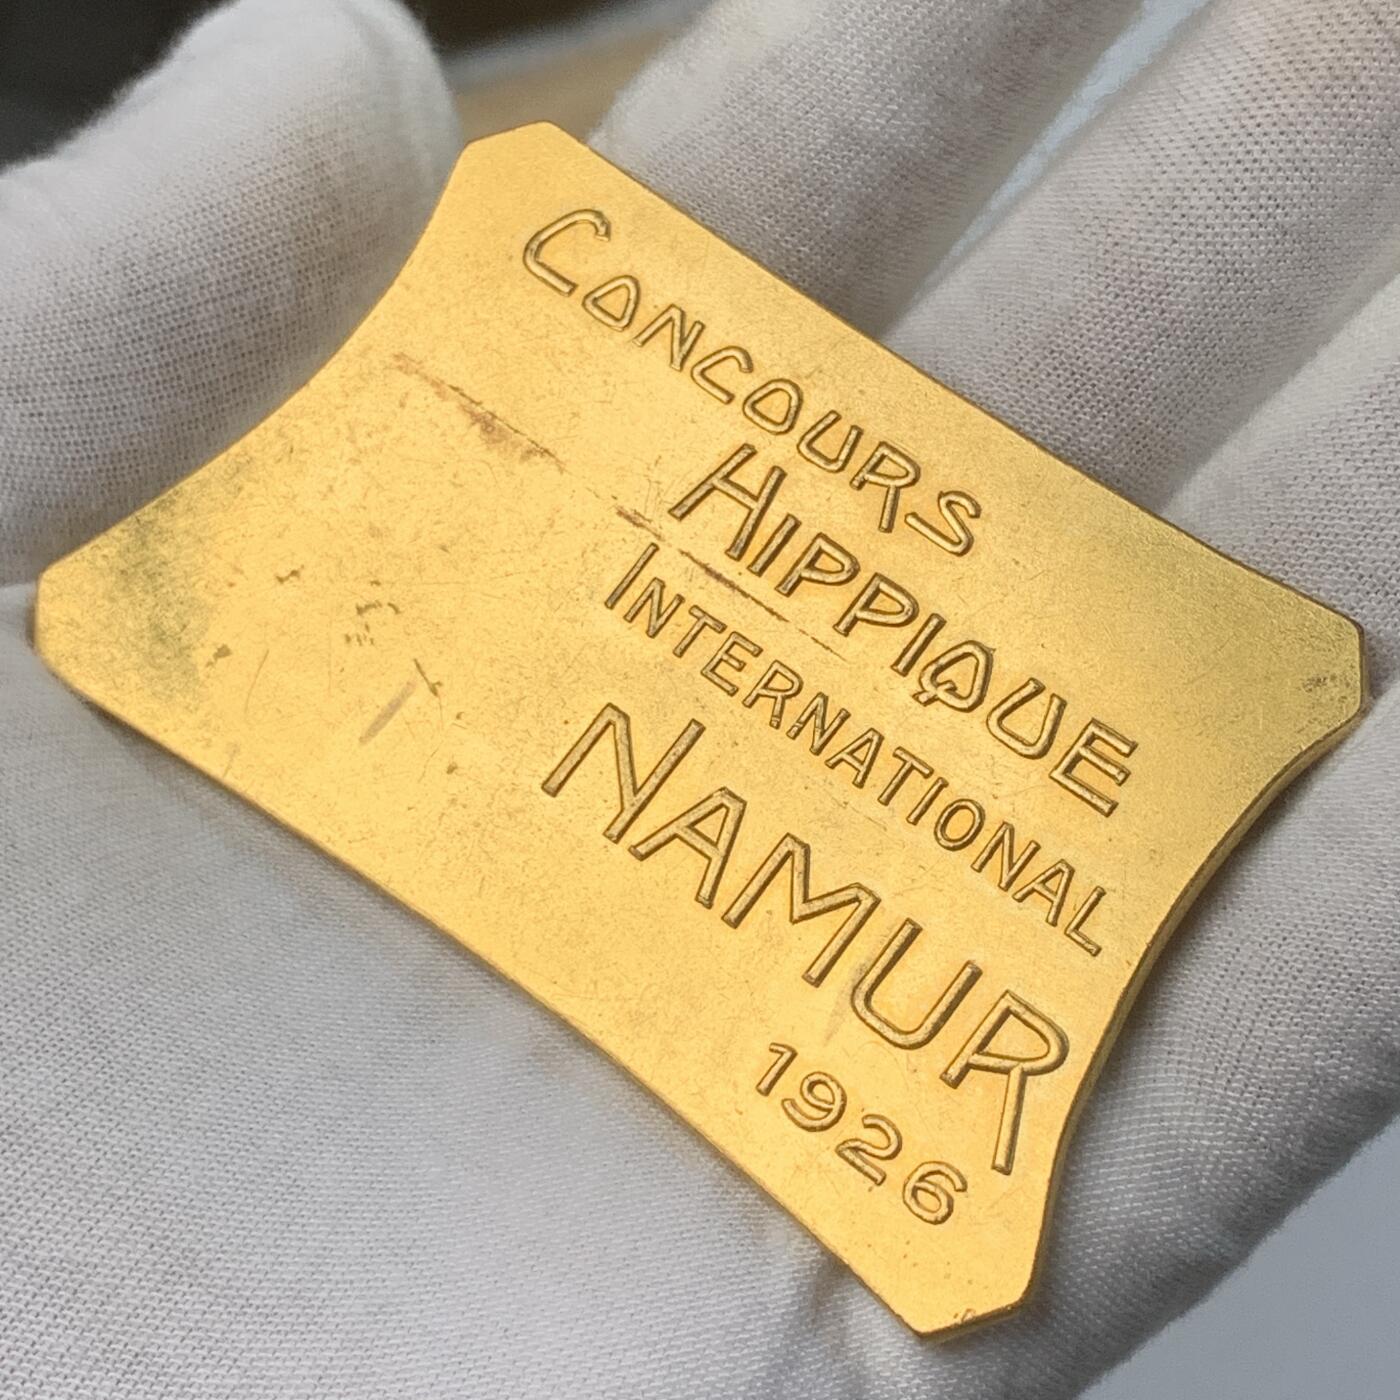 CONCOURS
HIPPIQUE
INTERNATIONAL
NAMUR
1926